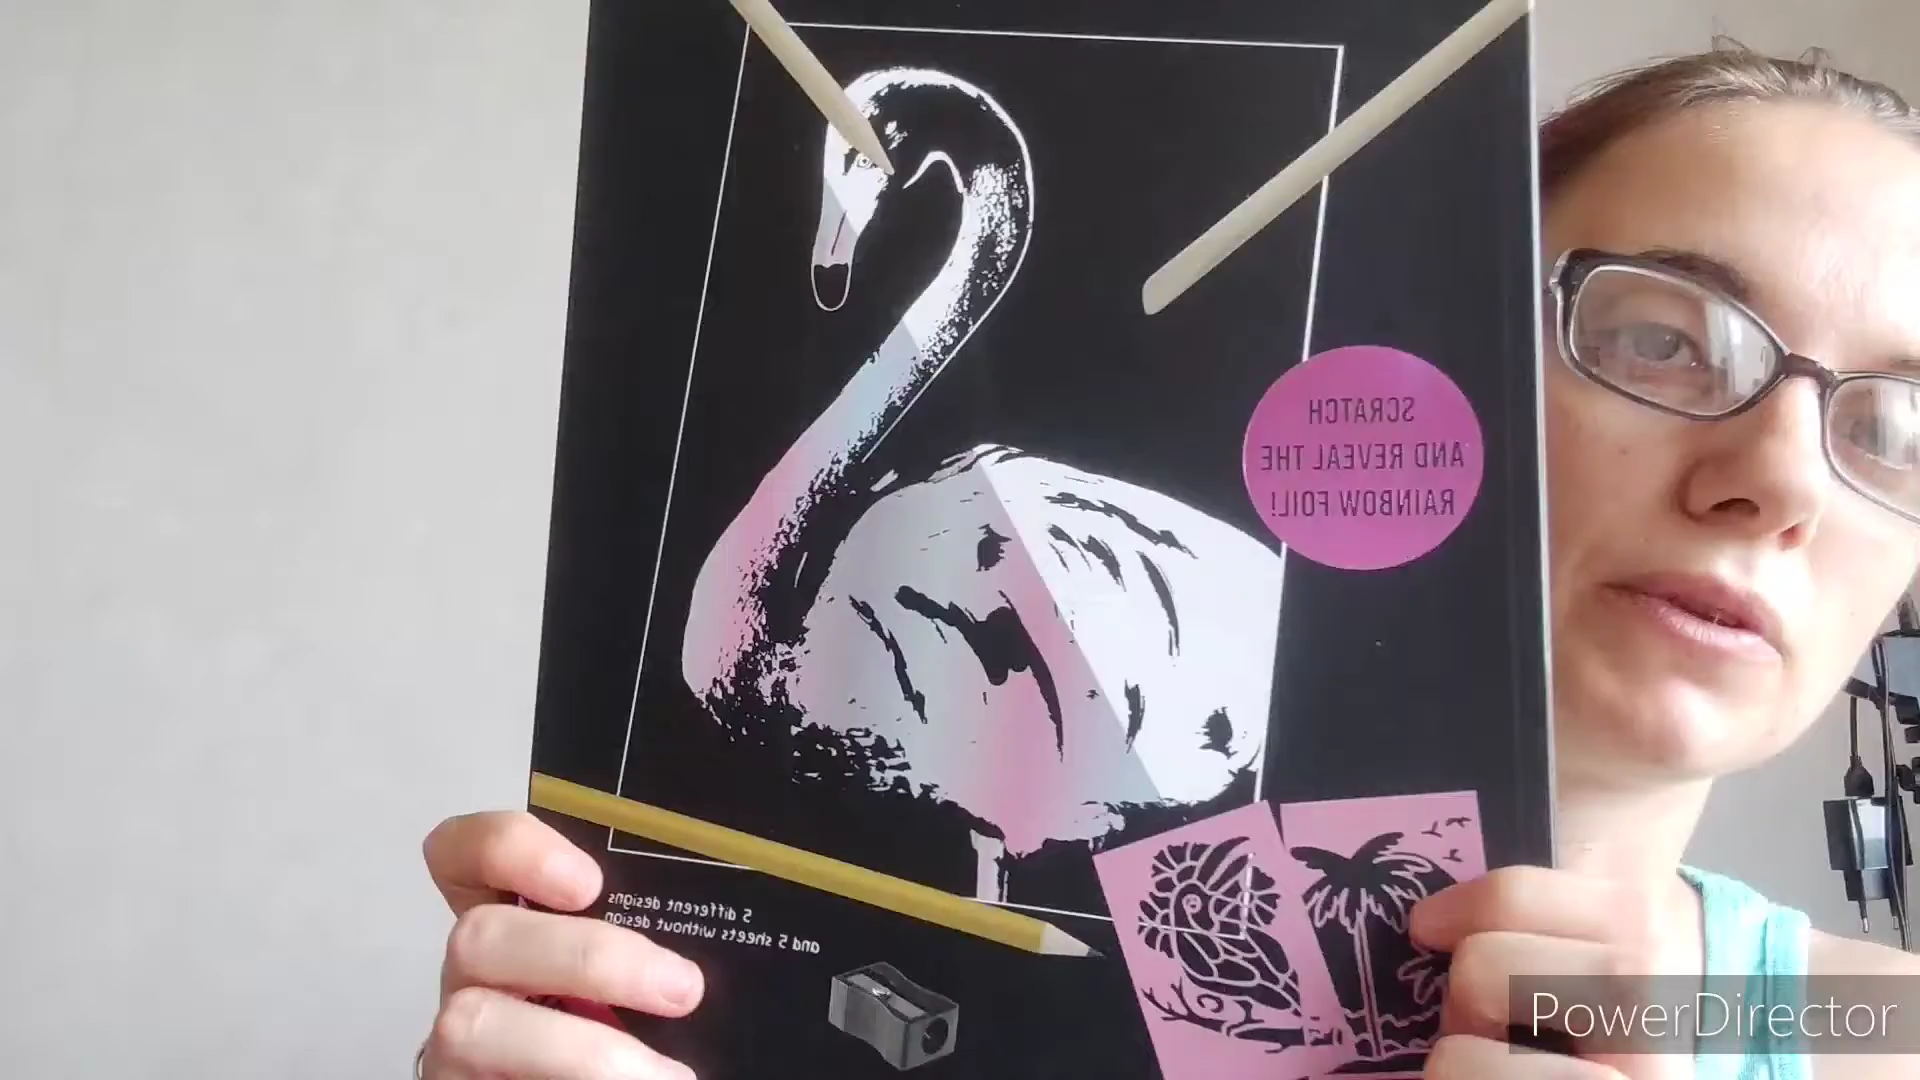 SCRATCH
AND REVEAL THE
RAINBOW FOIL!
5 different designs
and 5 sheets without design
PowerDirector